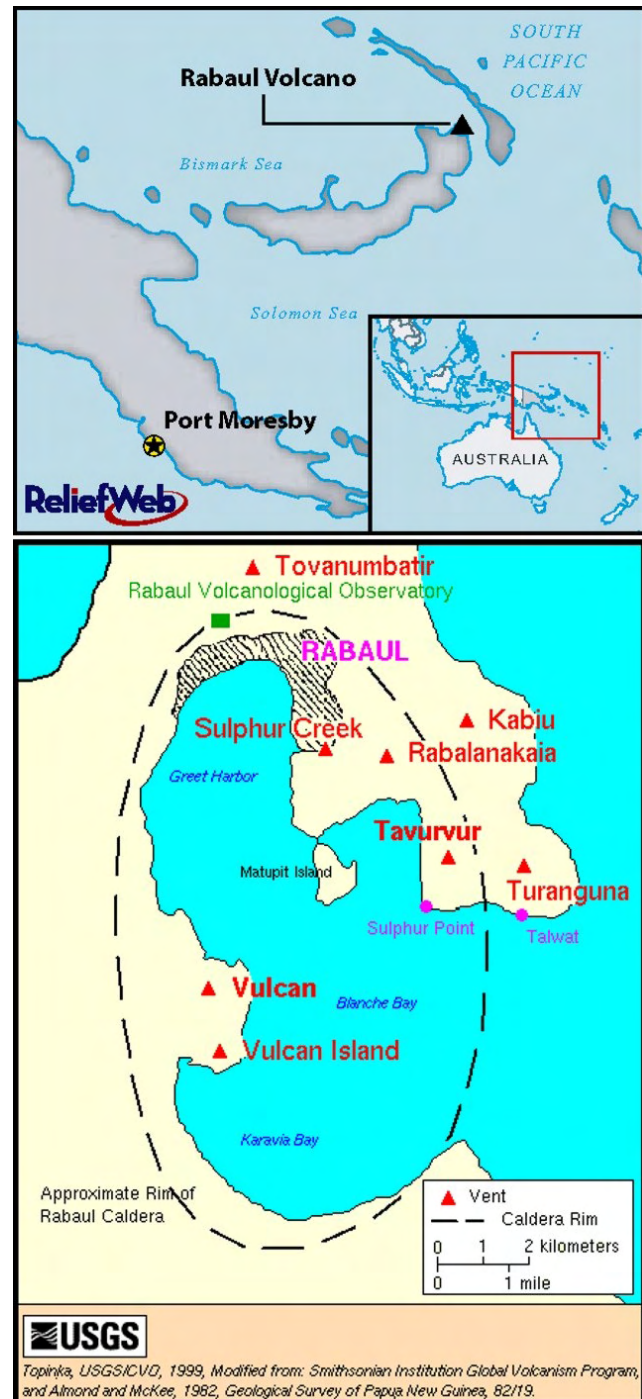 SOUTH
PACIFIC
OCEAN
Rabaul Volcano
Bismark Sea
Solomon Sea
Port Moresby
AUSTRALIA
ReliefWeb
Tovanumbatir
Rabaul Volcanological Observatory
RABAUL
Kabiu
Sulphur Creek
Rabalanakaia
Greet Harbor
Tavurvur
Matupit Island
Turanguna
Sulphur Point
Talwat
Vulcan
Blanche Bay
Vulcan Island
Karavia Bay
Approximate Rim of
Rabaul Caldera
Vent
Caldera Rim
0 1 2 kilometers
0 1 mile
USGS
Topinka, USGS/CVO, 1999, Modified from: Smithsonian Institution Global Volcanism Program,
and Almond and McKee, 1982, Geological Survey of Papua New Guinea, 82/19.